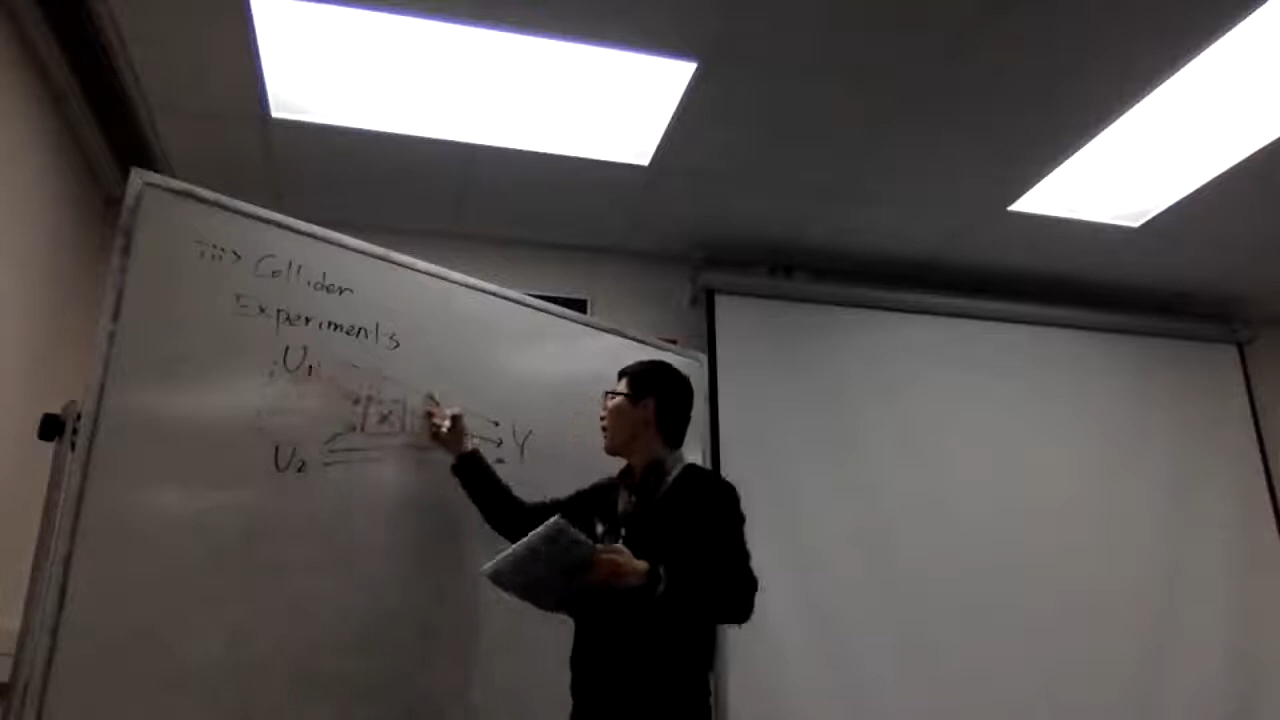 iii> Collider
Experiments
U₁
X
Y
U₂